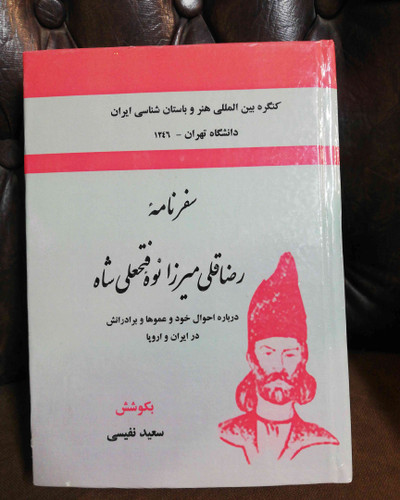 کنگره بین المللی هنر و باستان شناسی ایران
دانشگاه تهران - ۱۳۴۶
سفرنامهٔ
رضاقلی میرزا نوهٔ فتحعلی شاه
درباره احوال خود و عموها و برادرانش
در ایران و اروپا
بکوشش
سعید نفیسی